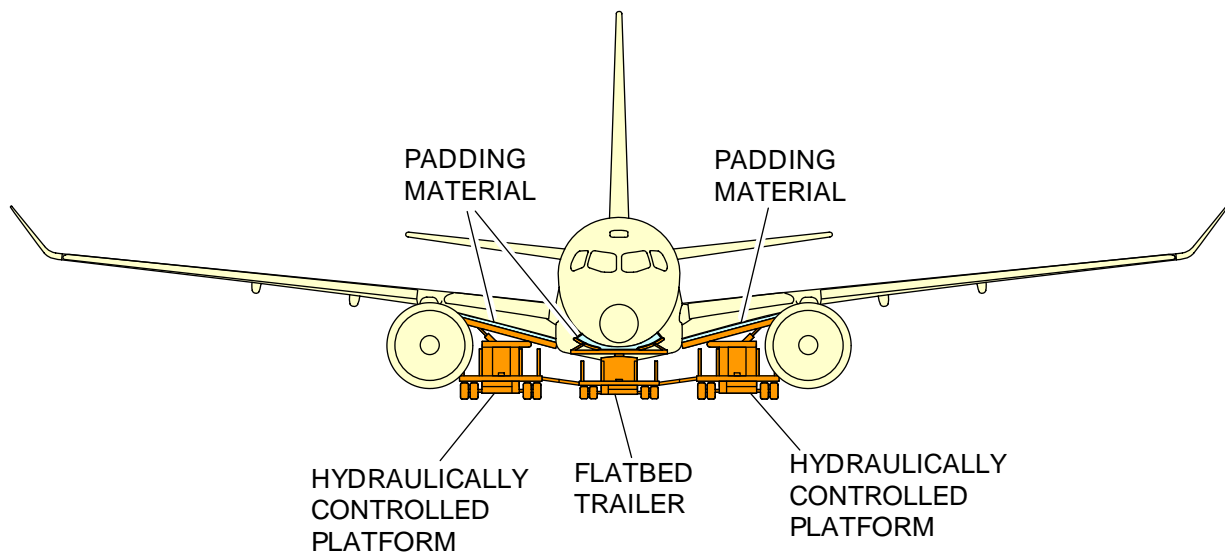 PADDING
MATERIAL
PADDING
MATERIAL
HYDRAULICALLY
CONTROLLED
PLATFORM
FLATBED
TRAILER
HYDRAULICALLY
CONTROLLED
PLATFORM